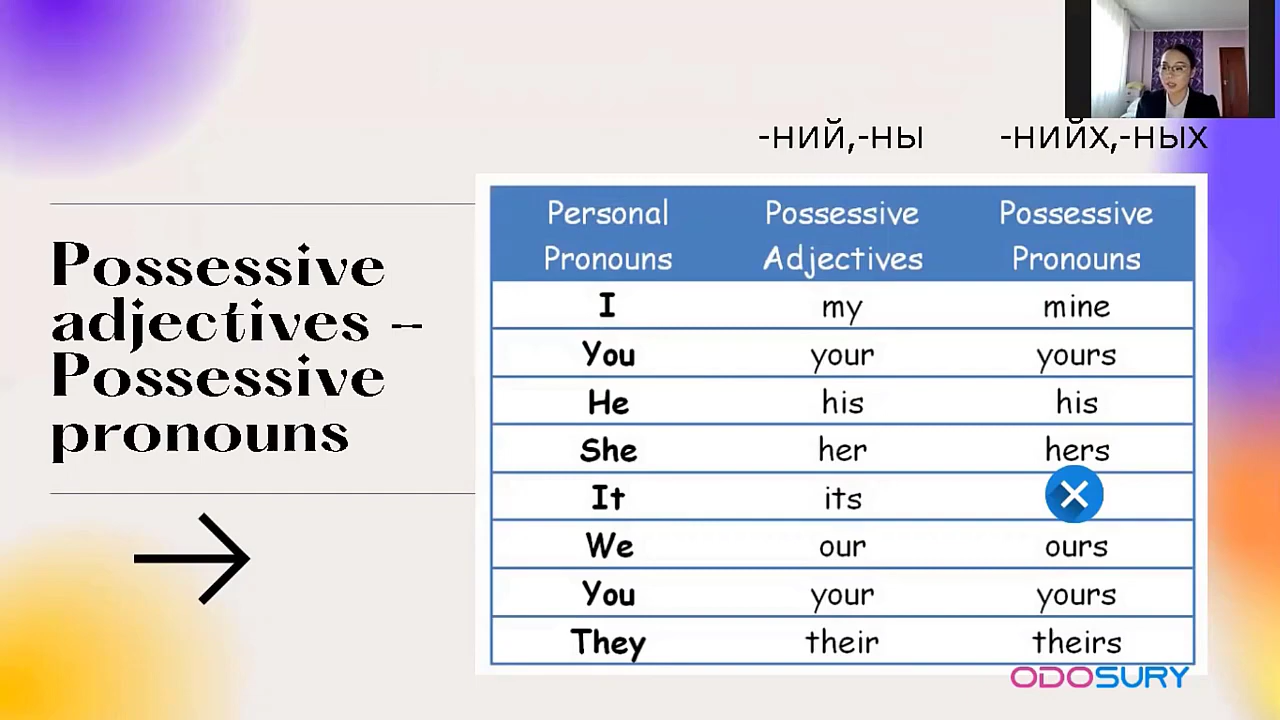 -ний,-ны -нийх,-ных
Possessive
adjectives –
Possessive
pronouns
Personal Pronouns Possessive Adjectives Possessive Pronouns
I my mine
You your yours
He his his
She her hers
It its
We our ours
You your yours
They their theirs
ODOSURY